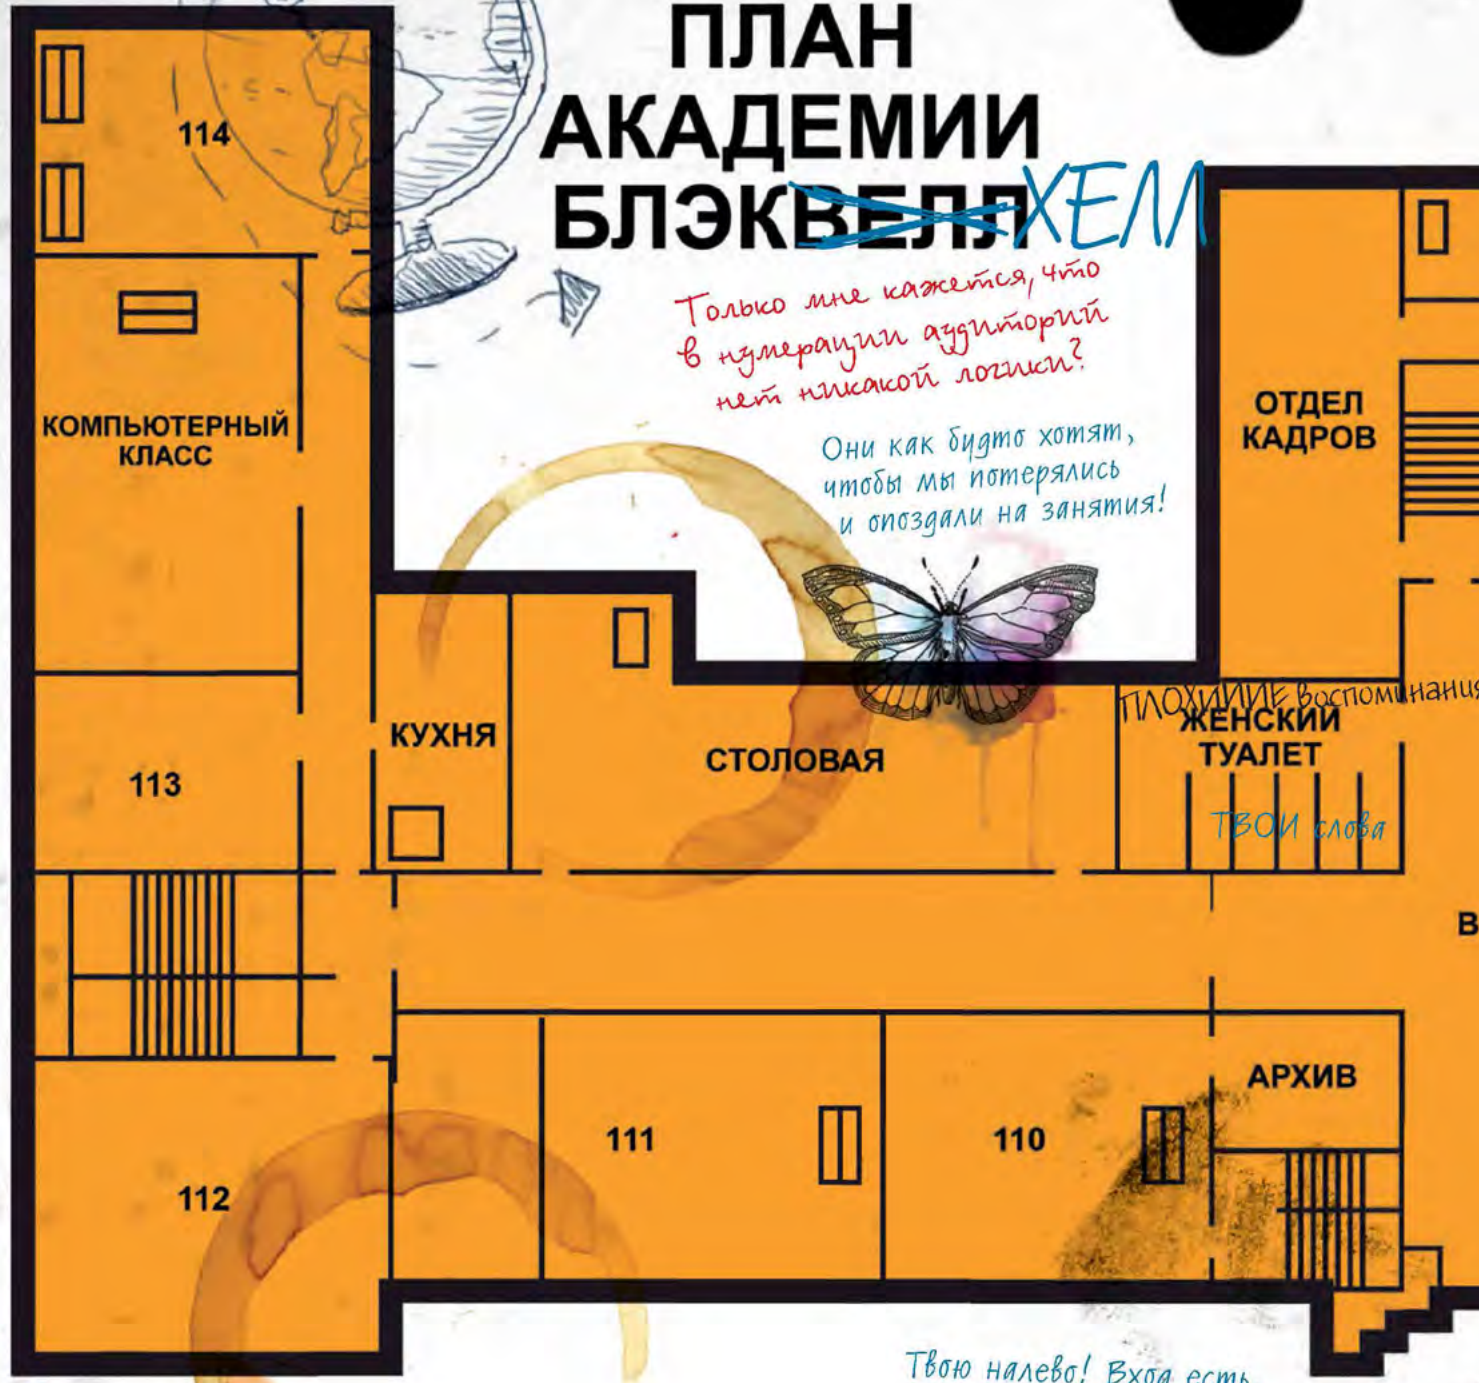 ПЛАН
АКАДЕМИИ
БЛЭКВЕЛЛ ХЕЛЛ
Только мне кажется, что
в нумерации аудиторий
нет никакой логики?
Они как будто хотят,
чтобы мы потерялись
и опоздали на занятия!
114
КОМПЬЮТЕРНЫЙ
КЛАСС
ОТДЕЛ
КАДРОВ
113
КУХНЯ
СТОЛОВАЯ
ПЛОХИИИИЕ воспоминания
ЖЕНСКИЙ
ТУАЛЕТ
ТВОИ слова
В
АРХИВ
112
111
110
Твою налево! Вход есть